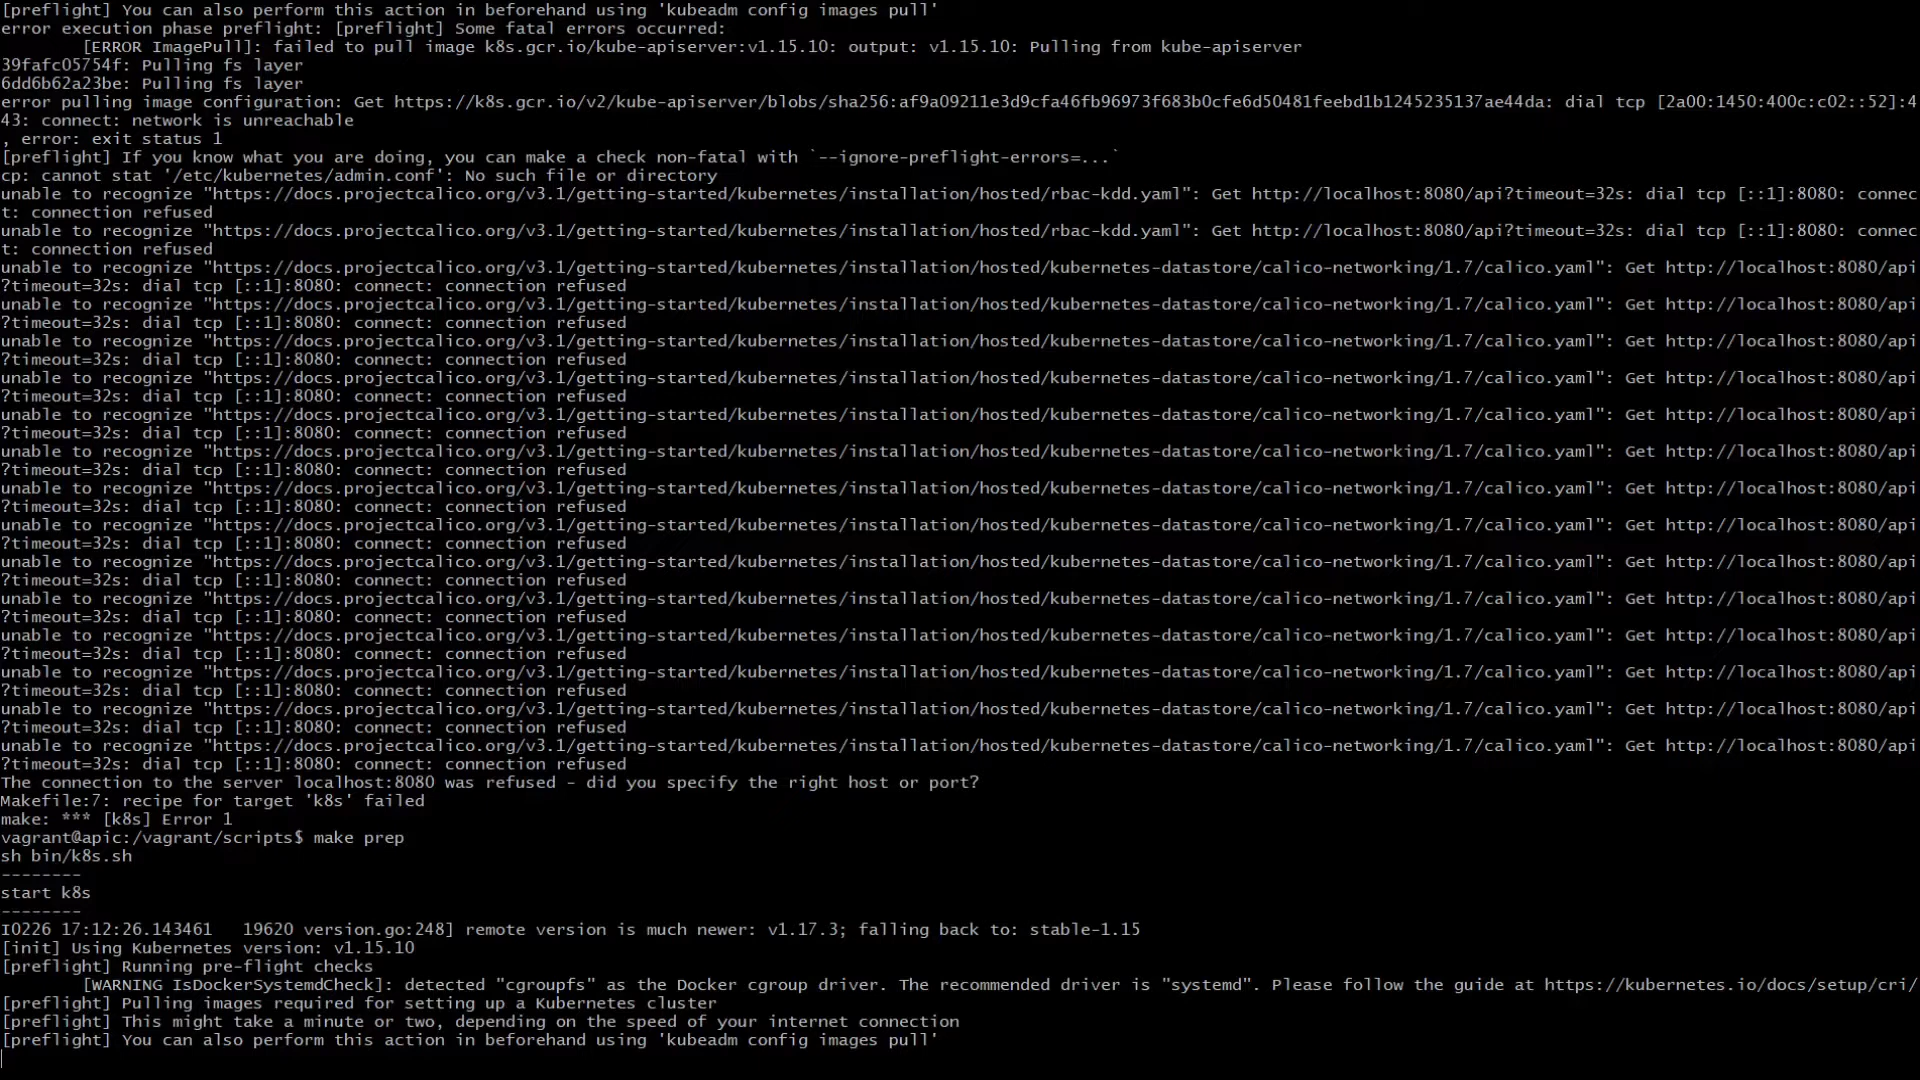 [preflight] You can also perform this action in beforehand using 'kubeadm config images pull'
error execution phase preflight: [preflight] Some fatal errors occurred:
        [ERROR ImagePull]: failed to pull image k8s.gcr.io/kube-apiserver:v1.15.10: output: v1.15.10: Pulling from kube-apiserver
39fafc05754f: Pulling fs layer
6dd6b62a23be: Pulling fs layer
error pulling image configuration: Get https://k8s.gcr.io/v2/kube-apiserver/blobs/sha256:af9a09211e3d9cfa46fb96973f683b0cfe6d50481feebd1b1245235137ae44da: dial tcp [2a00:1450:400c:c02::52]:4
43: connect: network is unreachable
, error: exit status 1
[preflight] If you know what you are doing, you can make a check non-fatal with `--ignore-preflight-errors=...`
cp: cannot stat '/etc/kubernetes/admin.conf': No such file or directory
unable to recognize "https://docs.projectcalico.org/v3.1/getting-started/kubernetes/installation/hosted/rbac-kdd.yaml": Get http://localhost:8080/api?timeout=32s: dial tcp [::1]:8080: connec
t: connection refused
unable to recognize "https://docs.projectcalico.org/v3.1/getting-started/kubernetes/installation/hosted/rbac-kdd.yaml": Get http://localhost:8080/api?timeout=32s: dial tcp [::1]:8080: connec
t: connection refused
unable to recognize "https://docs.projectcalico.org/v3.1/getting-started/kubernetes/installation/hosted/kubernetes-datastore/calico-networking/1.7/calico.yaml": Get http://localhost:8080/api
?timeout=32s: dial tcp [::1]:8080: connect: connection refused
unable to recognize "https://docs.projectcalico.org/v3.1/getting-started/kubernetes/installation/hosted/kubernetes-datastore/calico-networking/1.7/calico.yaml": Get http://localhost:8080/api
?timeout=32s: dial tcp [::1]:8080: connect: connection refused
unable to recognize "https://docs.projectcalico.org/v3.1/getting-started/kubernetes/installation/hosted/kubernetes-datastore/calico-networking/1.7/calico.yaml": Get http://localhost:8080/api
?timeout=32s: dial tcp [::1]:8080: connect: connection refused
unable to recognize "https://docs.projectcalico.org/v3.1/getting-started/kubernetes/installation/hosted/kubernetes-datastore/calico-networking/1.7/calico.yaml": Get http://localhost:8080/api
?timeout=32s: dial tcp [::1]:8080: connect: connection refused
unable to recognize "https://docs.projectcalico.org/v3.1/getting-started/kubernetes/installation/hosted/kubernetes-datastore/calico-networking/1.7/calico.yaml": Get http://localhost:8080/api
?timeout=32s: dial tcp [::1]:8080: connect: connection refused
unable to recognize "https://docs.projectcalico.org/v3.1/getting-started/kubernetes/installation/hosted/kubernetes-datastore/calico-networking/1.7/calico.yaml": Get http://localhost:8080/api
?timeout=32s: dial tcp [::1]:8080: connect: connection refused
unable to recognize "https://docs.projectcalico.org/v3.1/getting-started/kubernetes/installation/hosted/kubernetes-datastore/calico-networking/1.7/calico.yaml": Get http://localhost:8080/api
?timeout=32s: dial tcp [::1]:8080: connect: connection refused
unable to recognize "https://docs.projectcalico.org/v3.1/getting-started/kubernetes/installation/hosted/kubernetes-datastore/calico-networking/1.7/calico.yaml": Get http://localhost:8080/api
?timeout=32s: dial tcp [::1]:8080: connect: connection refused
unable to recognize "https://docs.projectcalico.org/v3.1/getting-started/kubernetes/installation/hosted/kubernetes-datastore/calico-networking/1.7/calico.yaml": Get http://localhost:8080/api
?timeout=32s: dial tcp [::1]:8080: connect: connection refused
unable to recognize "https://docs.projectcalico.org/v3.1/getting-started/kubernetes/installation/hosted/kubernetes-datastore/calico-networking/1.7/calico.yaml": Get http://localhost:8080/api
?timeout=32s: dial tcp [::1]:8080: connect: connection refused
unable to recognize "https://docs.projectcalico.org/v3.1/getting-started/kubernetes/installation/hosted/kubernetes-datastore/calico-networking/1.7/calico.yaml": Get http://localhost:8080/api
?timeout=32s: dial tcp [::1]:8080: connect: connection refused
unable to recognize "https://docs.projectcalico.org/v3.1/getting-started/kubernetes/installation/hosted/kubernetes-datastore/calico-networking/1.7/calico.yaml": Get http://localhost:8080/api
?timeout=32s: dial tcp [::1]:8080: connect: connection refused
unable to recognize "https://docs.projectcalico.org/v3.1/getting-started/kubernetes/installation/hosted/kubernetes-datastore/calico-networking/1.7/calico.yaml": Get http://localhost:8080/api
?timeout=32s: dial tcp [::1]:8080: connect: connection refused
unable to recognize "https://docs.projectcalico.org/v3.1/getting-started/kubernetes/installation/hosted/kubernetes-datastore/calico-networking/1.7/calico.yaml": Get http://localhost:8080/api
?timeout=32s: dial tcp [::1]:8080: connect: connection refused
The connection to the server localhost:8080 was refused - did you specify the right host or port?
Makefile:7: recipe for target 'k8s' failed
make: *** [k8s] Error 1
vagrant@apic:/vagrant/scripts$ make prep
sh bin/k8s.sh
--------
start k8s
--------
I0226 17:12:26.143461   19620 version.go:248] remote version is much newer: v1.17.3; falling back to: stable-1.15
[init] Using Kubernetes version: v1.15.10
[preflight] Running pre-flight checks
        [WARNING IsDockerSystemdCheck]: detected "cgroupfs" as the Docker cgroup driver. The recommended driver is "systemd". Please follow the guide at https://kubernetes.io/docs/setup/cri/
[preflight] Pulling images required for setting up a Kubernetes cluster
[preflight] This might take a minute or two, depending on the speed of your internet connection
[preflight] You can also perform this action in beforehand using 'kubeadm config images pull'